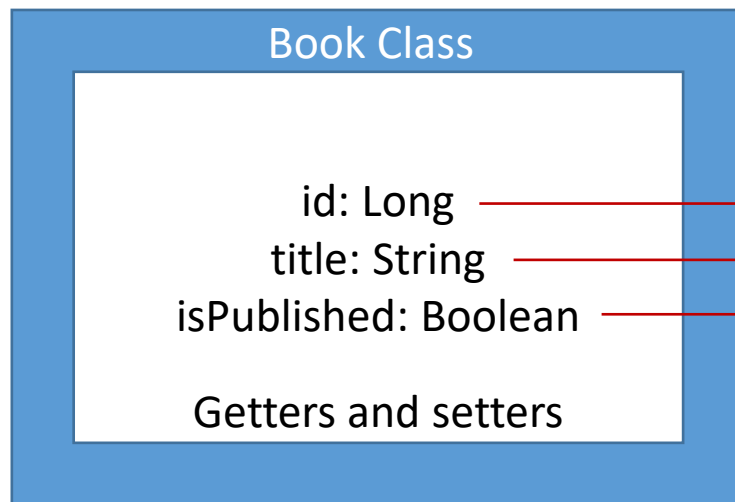 Book Class
id: Long
title: String
isPublished: Boolean
Getters and setters